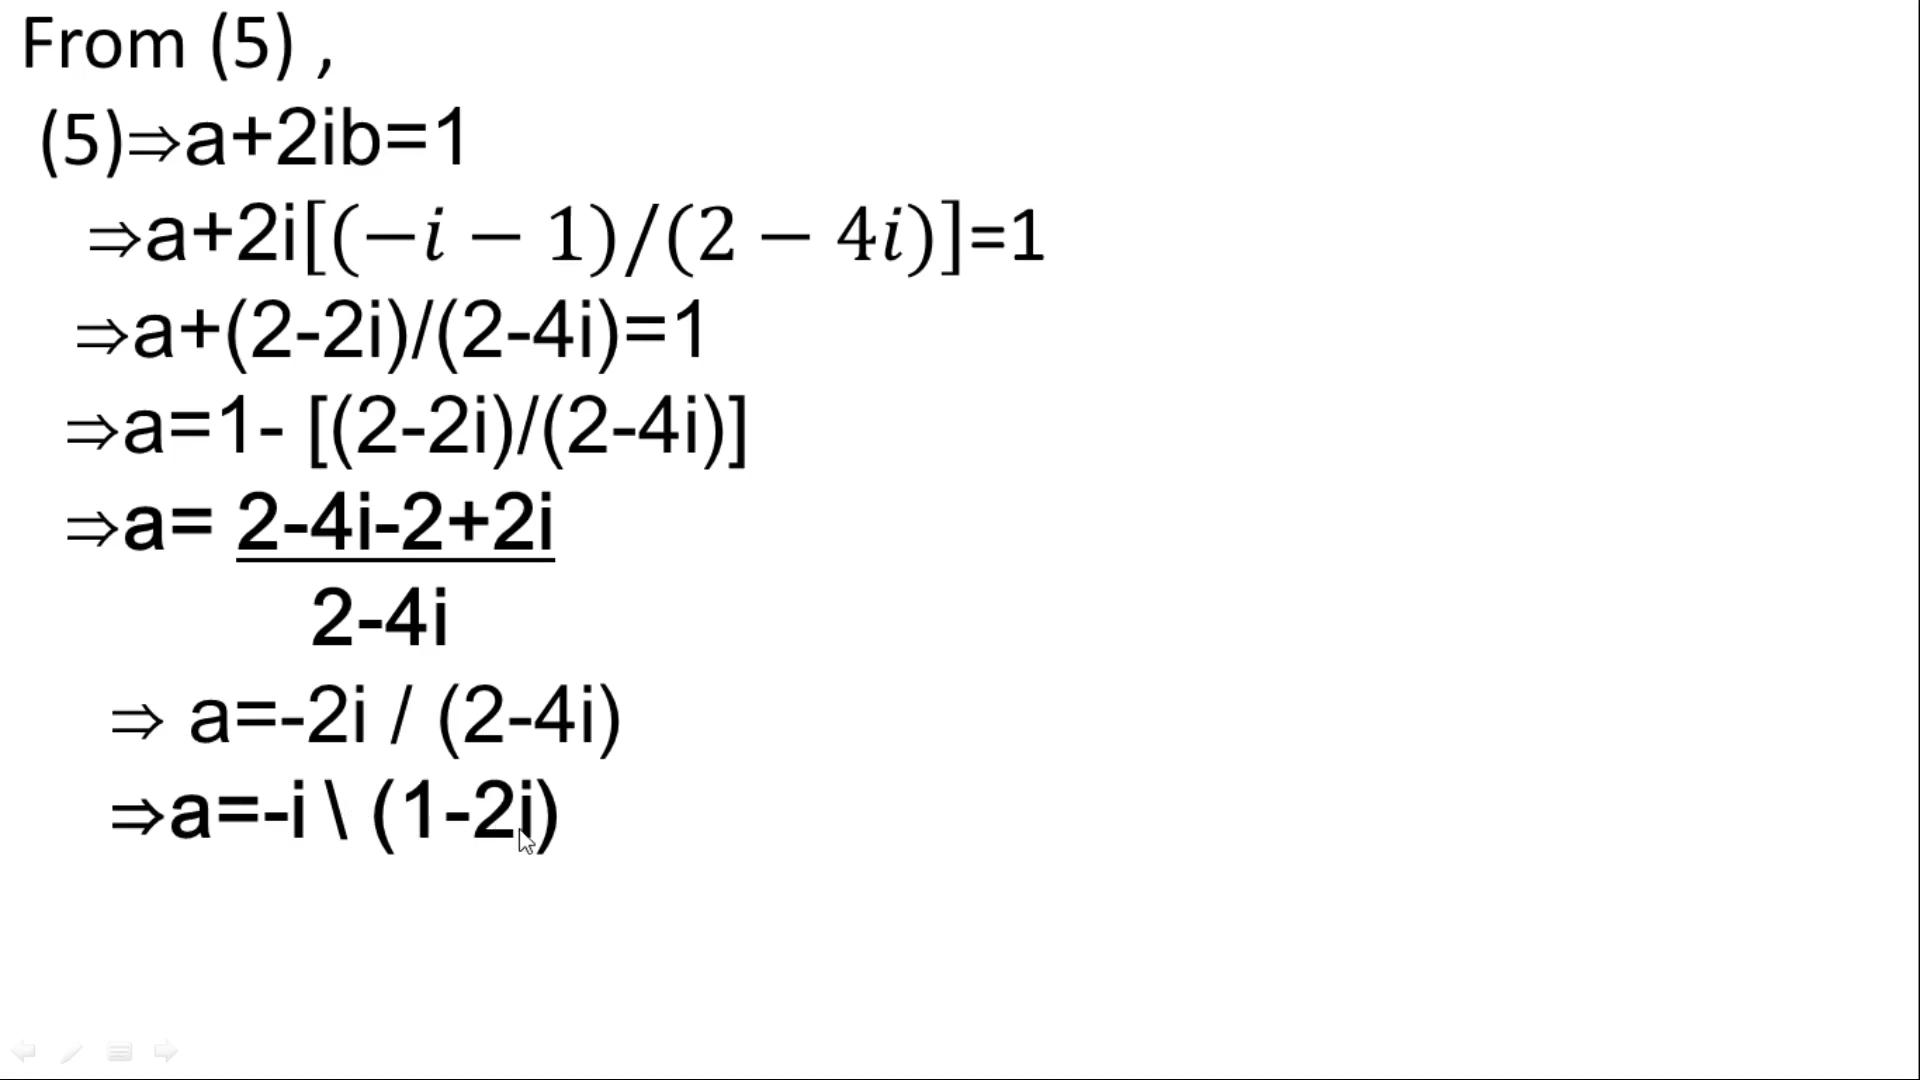 From (5) ,
(5)⇒a+2ib=1
⇒a+2i[(−i − 1)/(2 − 4i)]=1
⇒a+(2-2i)/(2-4i)=1
⇒a=1- [(2-2i)/(2-4i)]
⇒a= 2-4i-2+2i
2-4i
⇒ a=-2i / (2-4i)
⇒a=-i \ (1-2i)